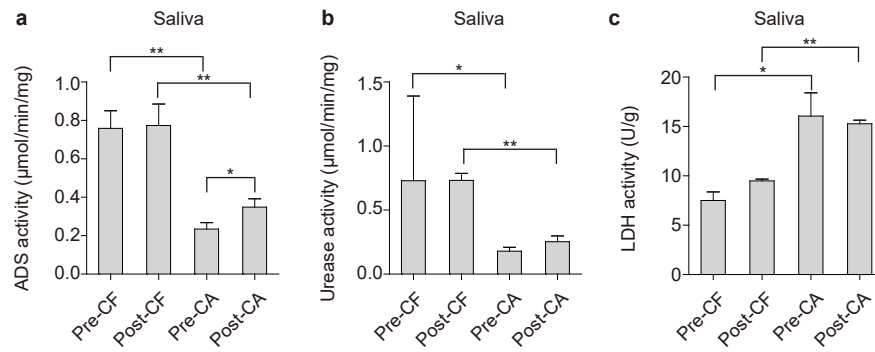 a
Saliva
ADS activity (μmol/min/mg)
1.0
0.8
0.6
0.4
0.2
0.0
**
**
*
Pre-CF
Post-CF
Pre-CA
Post-CA
b
Saliva
Urease activity (μmol/min/mg)
1.5
1.0
0.5
0.0
*
**
Pre-CF
Post-CF
Pre-CA
Post-CA
c
Saliva
LDH activity (U/g)
20
15
10
5
0
**
*
Pre-CF
Post-CF
Pre-CA
Post-CA